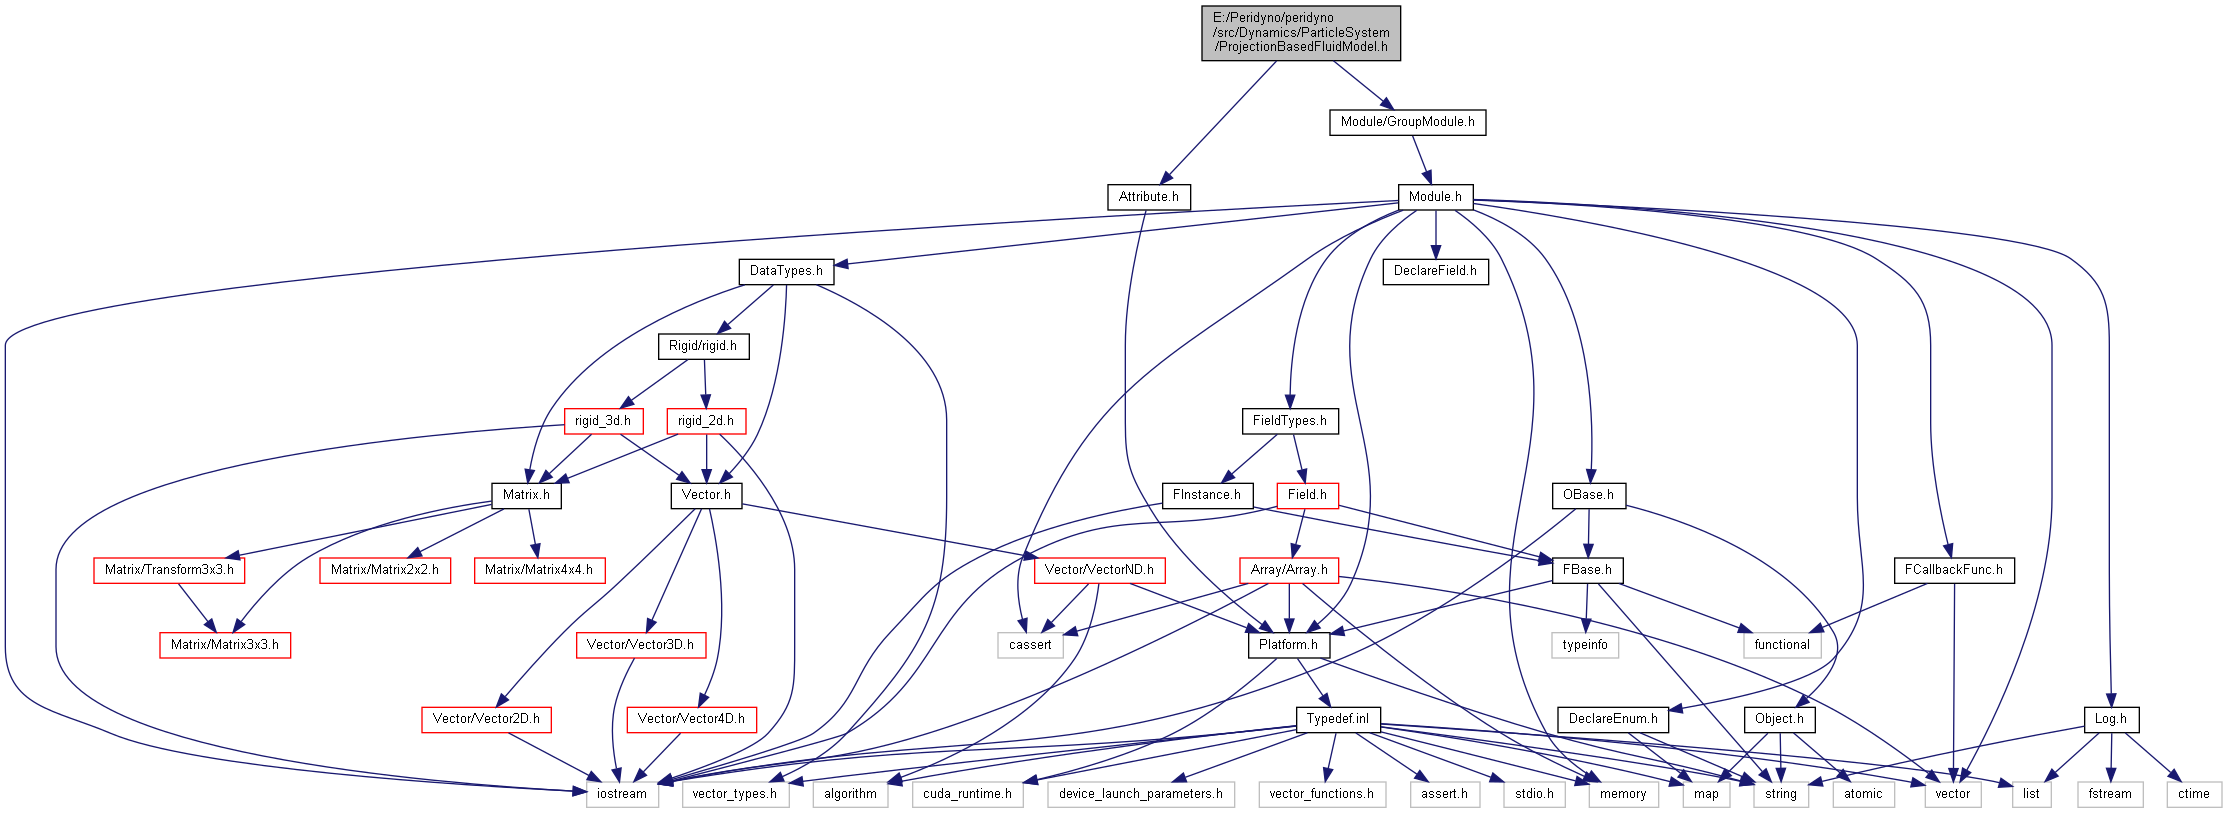 E:/Peridyno/peridyno
/src/Dynamics/ParticleSystem
/ProjectionBasedFluidModel.h
Module/GroupModule.h
Attribute.h
Module.h
DataTypes.h
DeclareField.h
Rigid/rigid.h
rigid_3d.h
rigid_2d.h
FieldTypes.h
Matrix.h
Vector.h
FInstance.h
Field.h
OBase.h
Matrix/Transform3x3.h
Matrix/Matrix2x2.h
Matrix/Matrix4x4.h
Vector/VectorND.h
Array/Array.h
FBase.h
FCallbackFunc.h
Matrix/Matrix3x3.h
Vector/Vector3D.h
cassert
Platform.h
typeinfo
functional
Vector/Vector2D.h
Vector/Vector4D.h
Typedef.inl
DeclareEnum.h
Object.h
Log.h
iostream
vector_types.h
algorithm
cuda_runtime.h
device_launch_parameters.h
vector_functions.h
assert.h
stdio.h
memory
map
string
atomic
vector
list
fstream
ctime